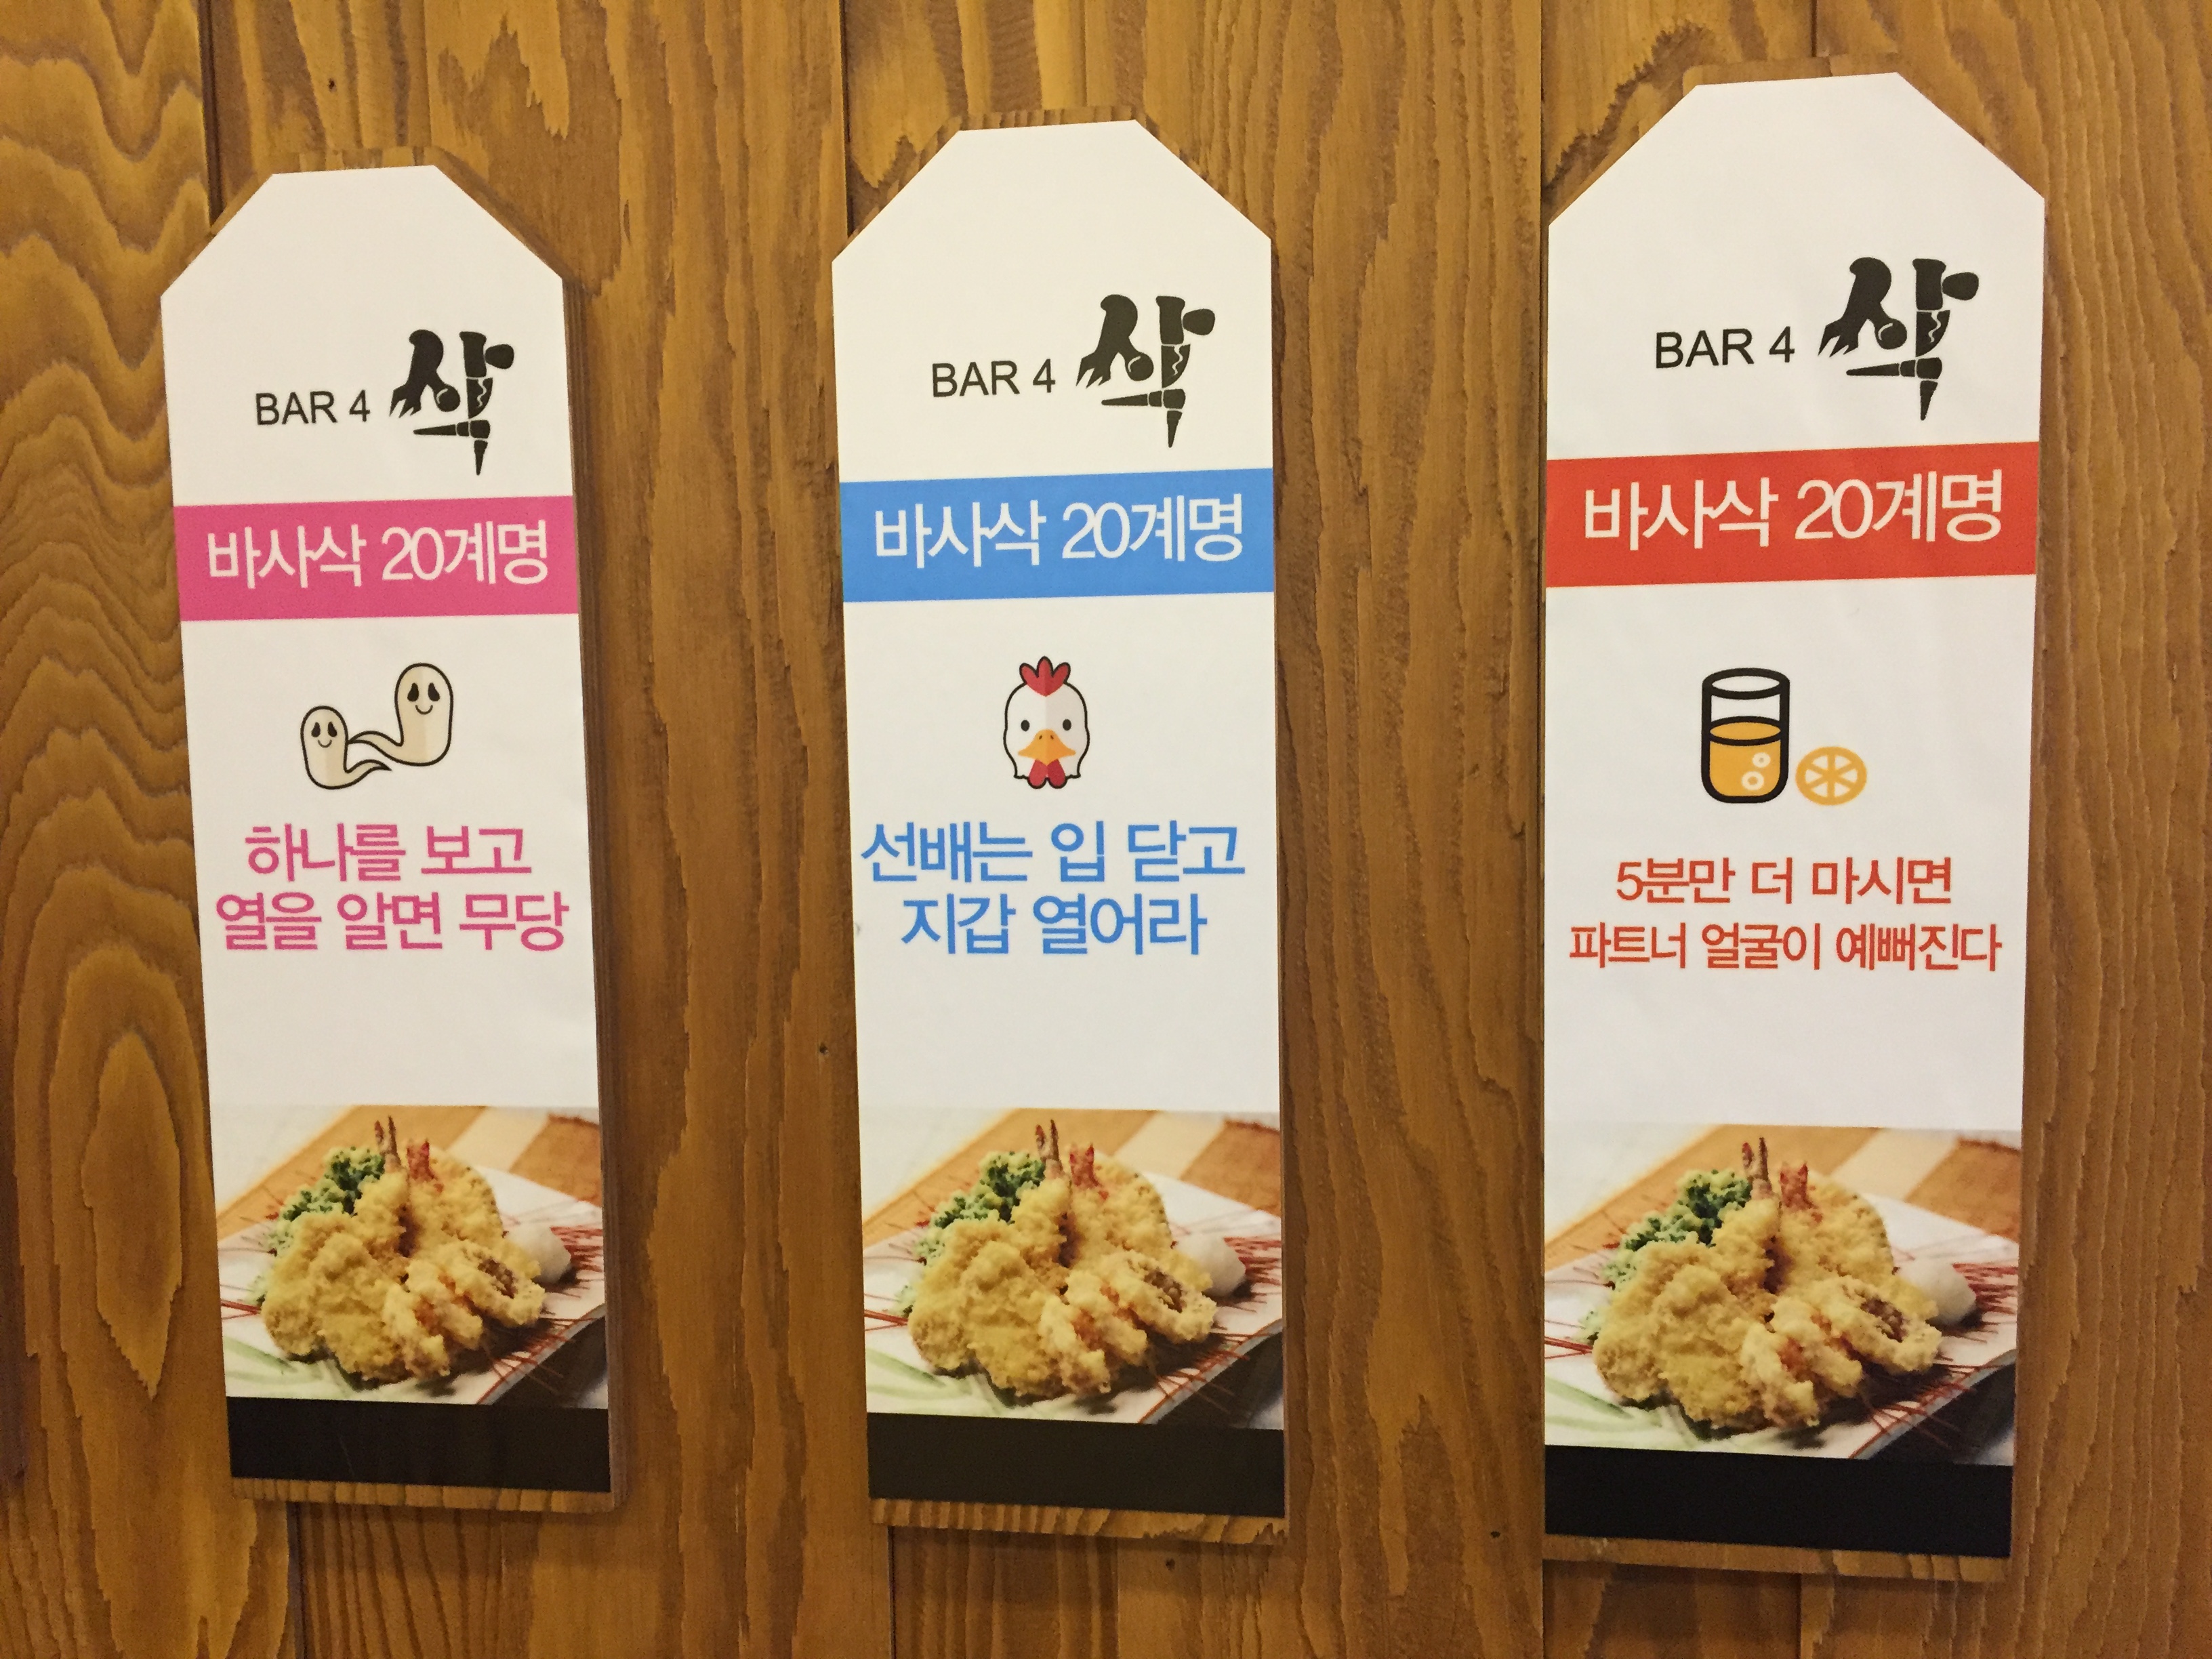 BAR 4 삭
바사삭 20계명
하나를 보고
열을 알면 무당
BAR 4 삭
바사삭 20계명
선배는 입 닫고
지갑 열어라
BAR 4 삭
바사삭 20계명
5분만 더 마시면
파트너 얼굴이 예뻐진다